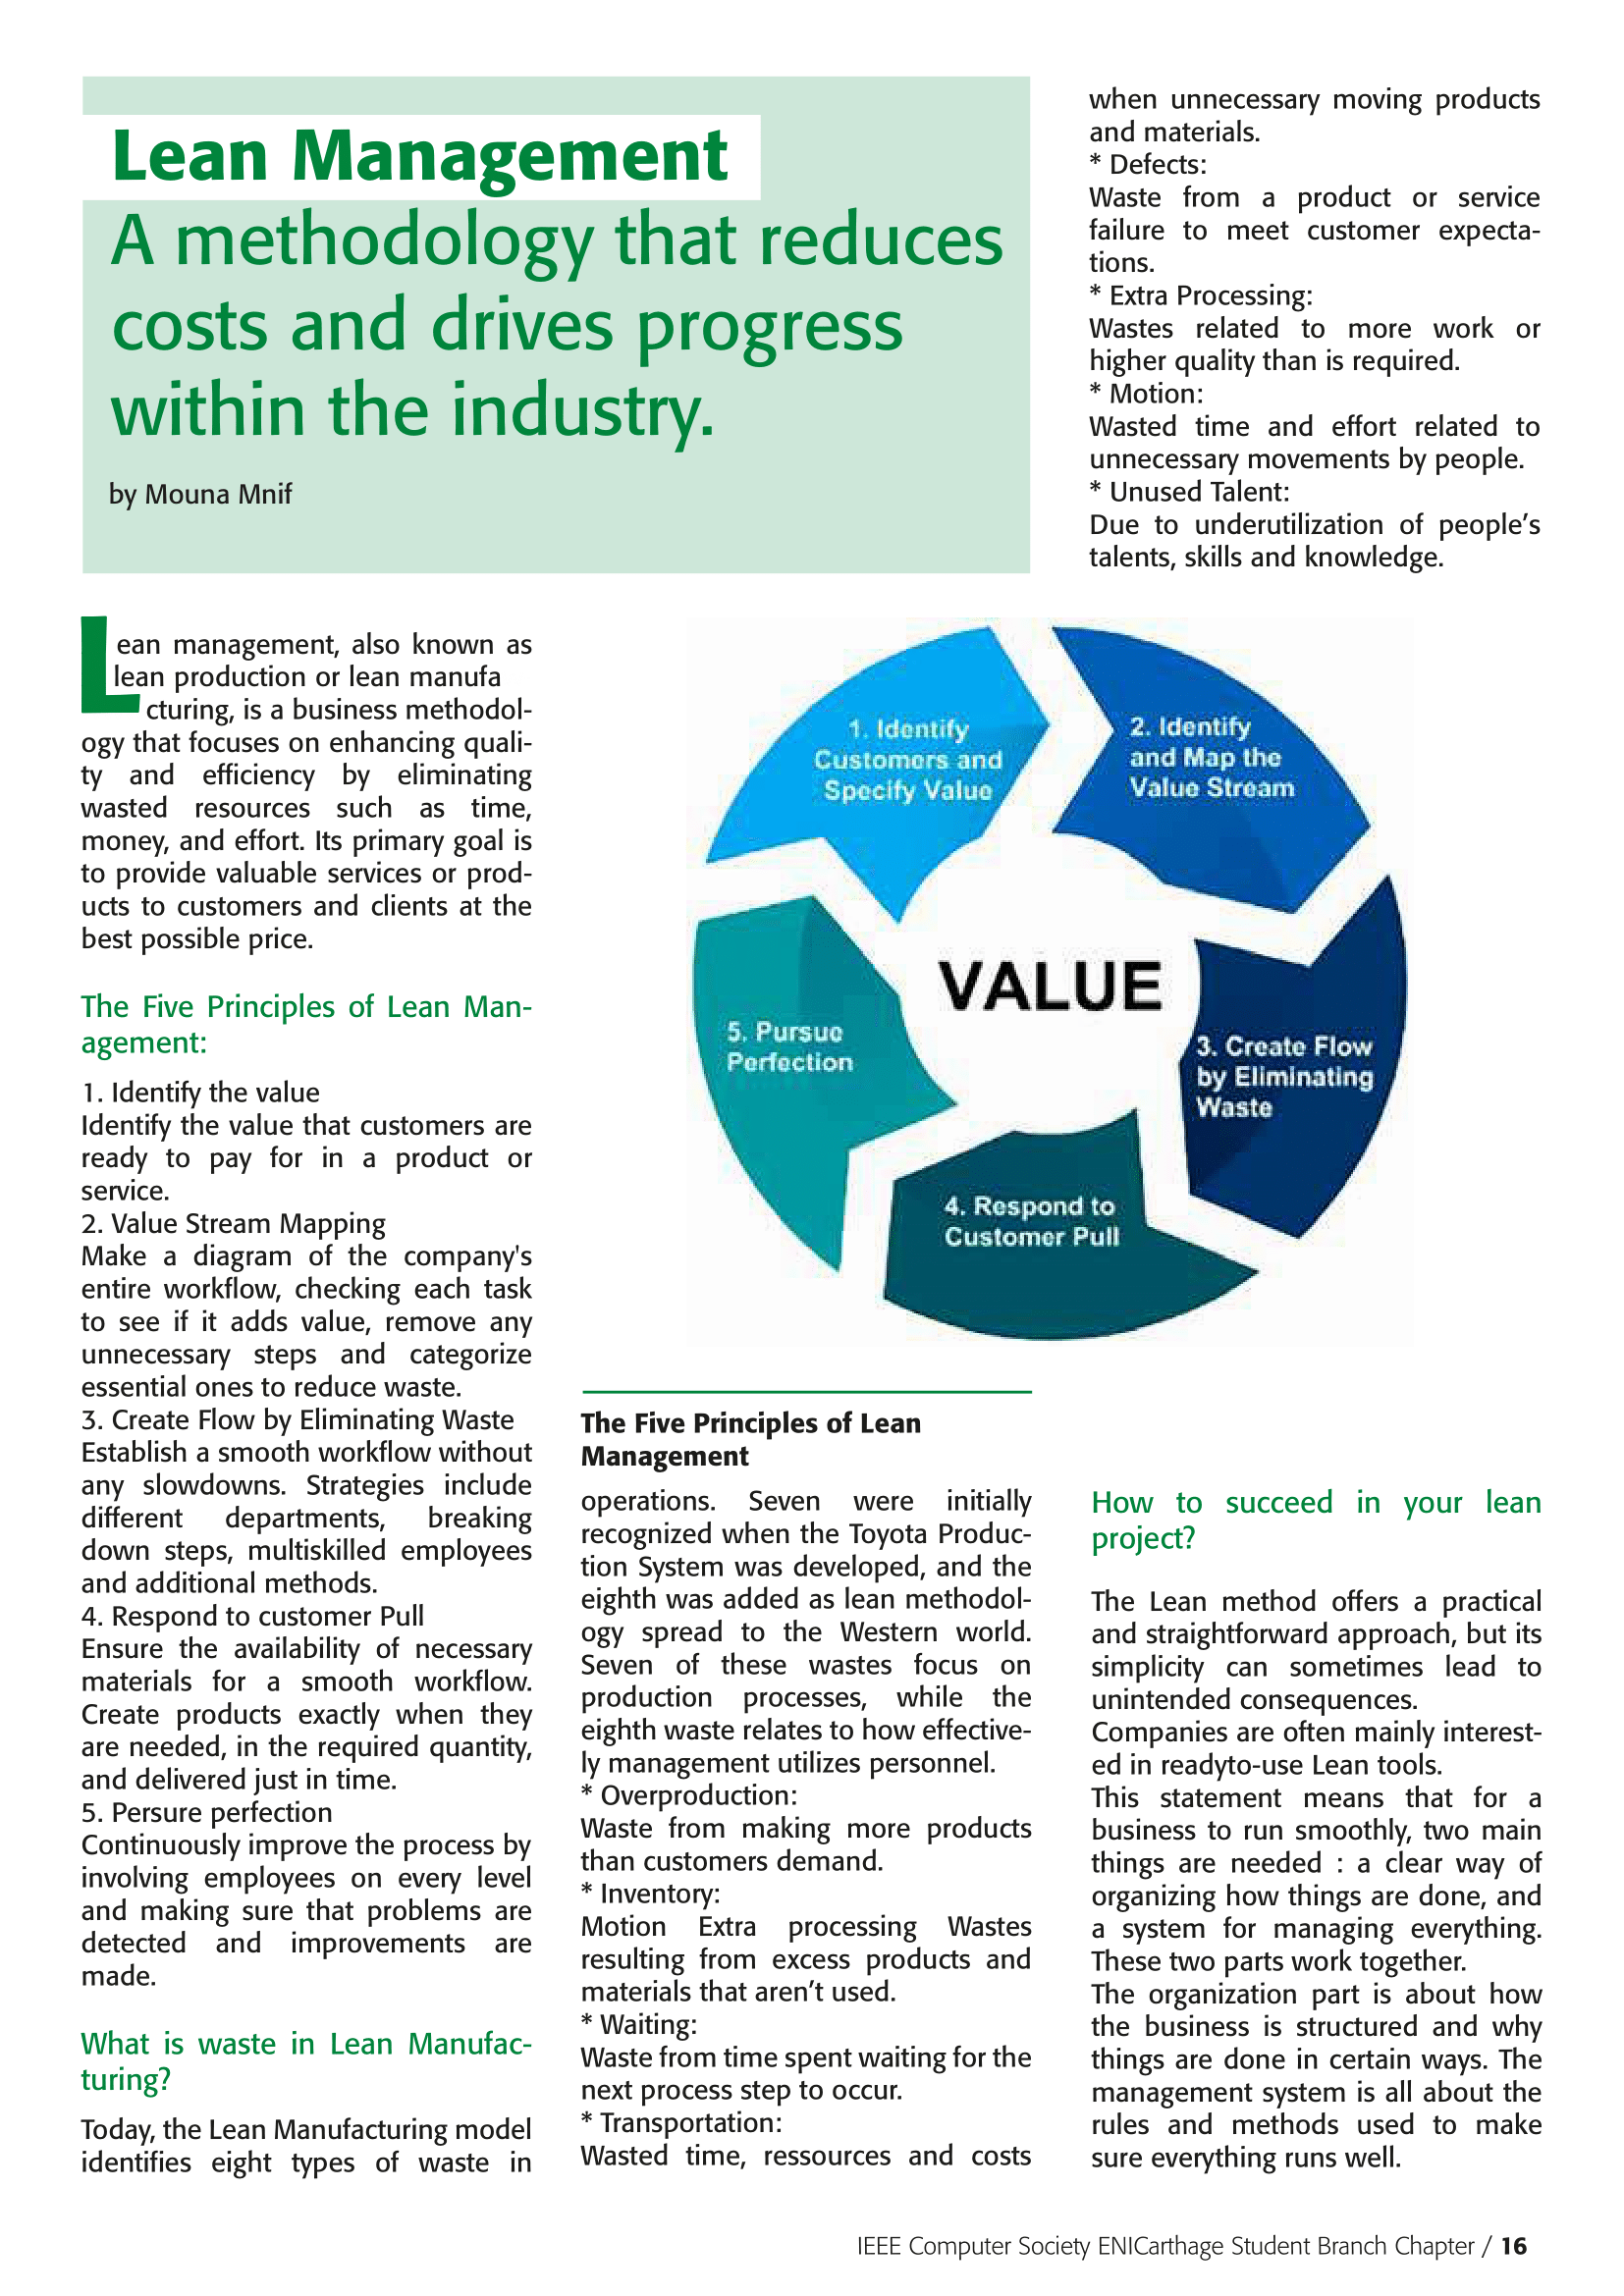 Lean Management
A methodology that reduces
costs and drives progress
within the industry.
by Mouna Mnif
Lean management, also known as
lean production or lean manufa
cturing, is a business methodol-
ogy that focuses on enhancing quali-
ty and efficiency by eliminating
wasted resources such as time,
money, and effort. Its primary goal is
to provide valuable services or prod-
ucts to customers and clients at the
best possible price.
The Five Principles of Lean Man-
agement:
1. Identify the value
Identify the value that customers are
ready to pay for in a product or
service.
2. Value Stream Mapping
Make a diagram of the company's
entire workflow, checking each task
to see if it adds value, remove any
unnecessary steps and categorize
essential ones to reduce waste.
3. Create Flow by Eliminating Waste
Establish a smooth workflow without
any slowdowns. Strategies include
different departments, breaking
down steps, multiskilled employees
and additional methods.
4. Respond to customer Pull
Ensure the availability of necessary
materials for a smooth workflow.
Create products exactly when they
are needed, in the required quantity,
and delivered just in time.
5. Persure perfection
Continuously improve the process by
involving employees on every level
and making sure that problems are
detected and improvements are
made.
What is waste in Lean Manufac-
turing?
Today, the Lean Manufacturing model
identifies eight types of waste in
1. Identify
Customers and
Specify Value
2. Identify
and Map the
Value Stream
3. Create Flow
by Eliminating
Waste
4. Respond to
Customer Pull
5. Pursue
Perfection
VALUE
The Five Principles of Lean
Management
operations. Seven were initially
recognized when the Toyota Produc-
tion System was developed, and the
eighth was added as lean methodol-
ogy spread to the Western world.
Seven of these wastes focus on
production processes, while the
eighth waste relates to how effective-
ly management utilizes personnel.
* Overproduction:
Waste from making more products
than customers demand.
* Inventory:
Motion Extra processing Wastes
resulting from excess products and
materials that aren’t used.
* Waiting:
Waste from time spent waiting for the
next process step to occur.
* Transportation:
Wasted time, ressources and costs
when unnecessary moving products
and materials.
* Defects:
Waste from a product or service
failure to meet customer expecta-
tions.
* Extra Processing:
Wastes related to more work or
higher quality than is required.
* Motion:
Wasted time and effort related to
unnecessary movements by people.
* Unused Talent:
Due to underutilization of people’s
talents, skills and knowledge.
How to succeed in your lean
project?
The Lean method offers a practical
and straightforward approach, but its
simplicity can sometimes lead to
unintended consequences.
Companies are often mainly interest-
ed in readyto-use Lean tools.
This statement means that for a
business to run smoothly, two main
things are needed : a clear way of
organizing how things are done, and
a system for managing everything.
These two parts work together.
The organization part is about how
the business is structured and why
things are done in certain ways. The
management system is all about the
rules and methods used to make
sure everything runs well.
IEEE Computer Society ENICarthage Student Branch Chapter / 16